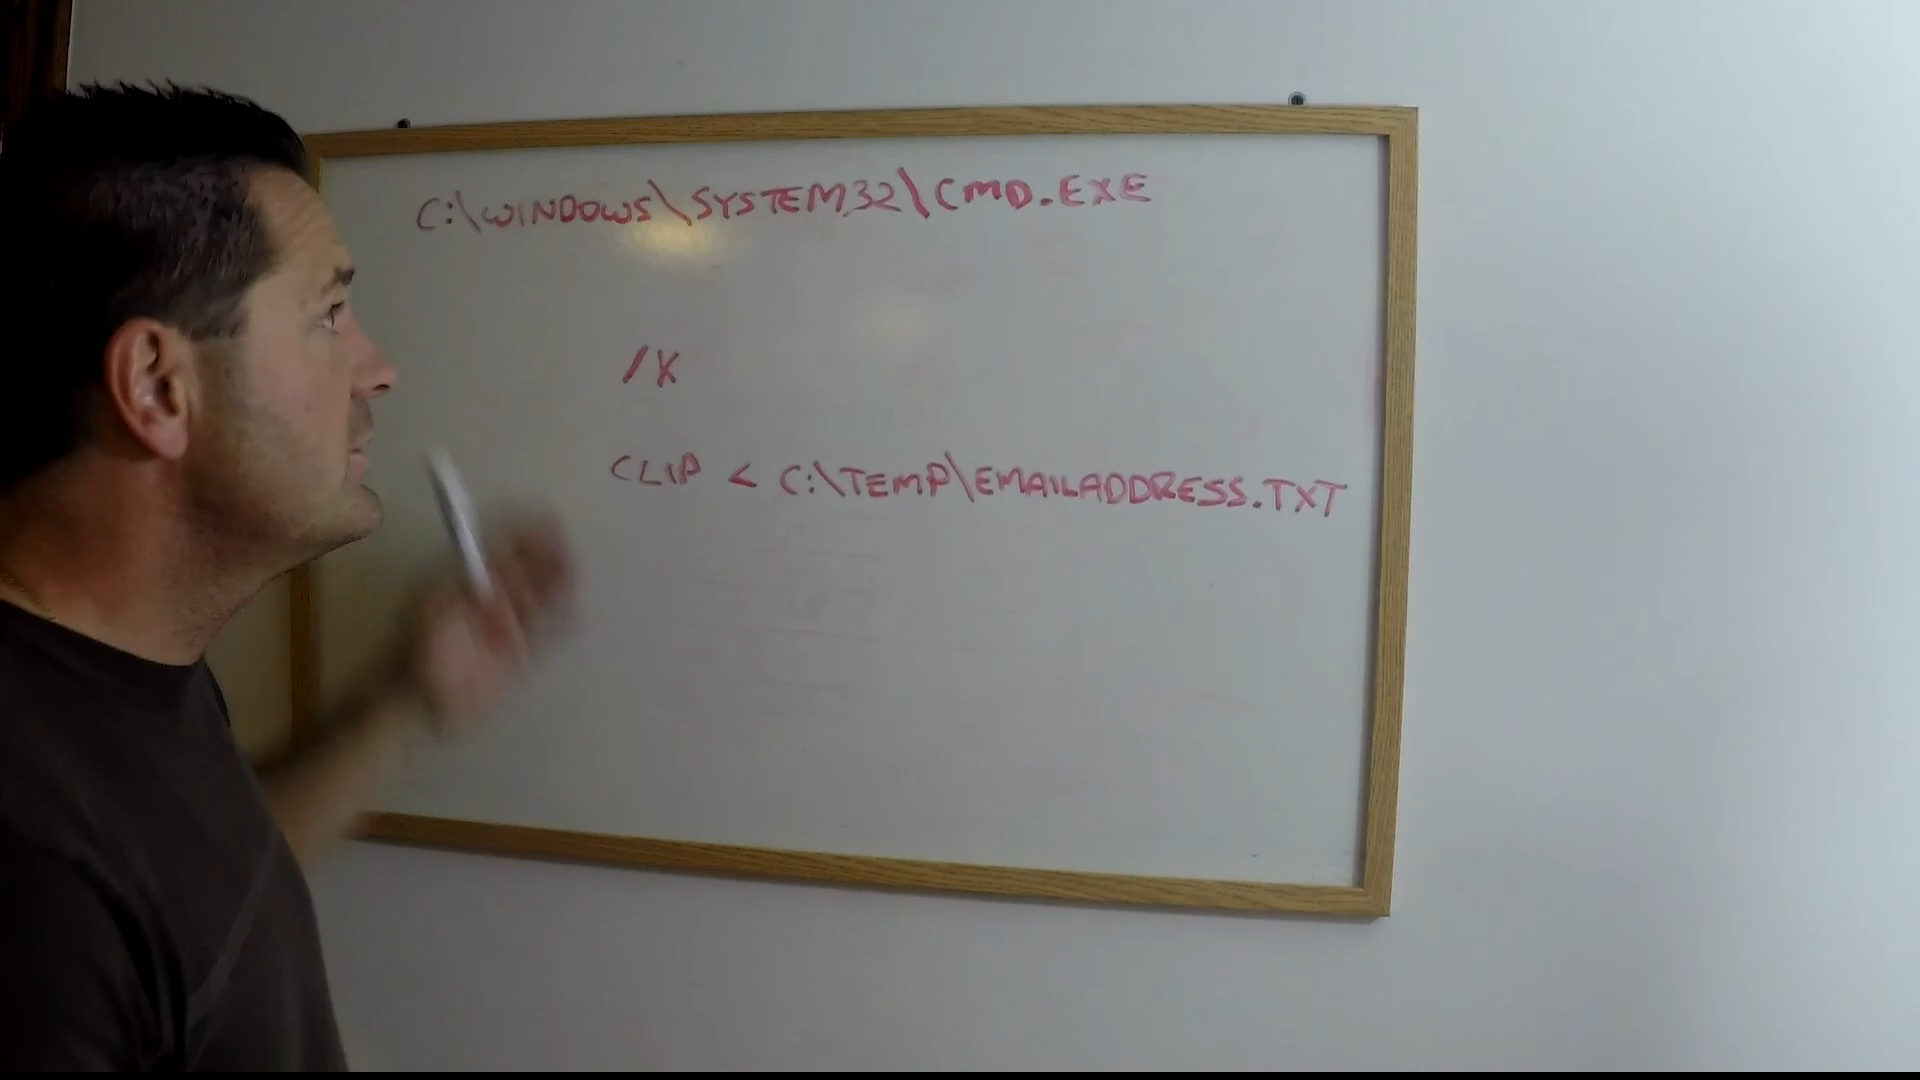 C:\WINDOWS\SYSTEM32\CMD.EXE
/X
CLIP < C:\TEMP\EMAILADDRESS.TXT